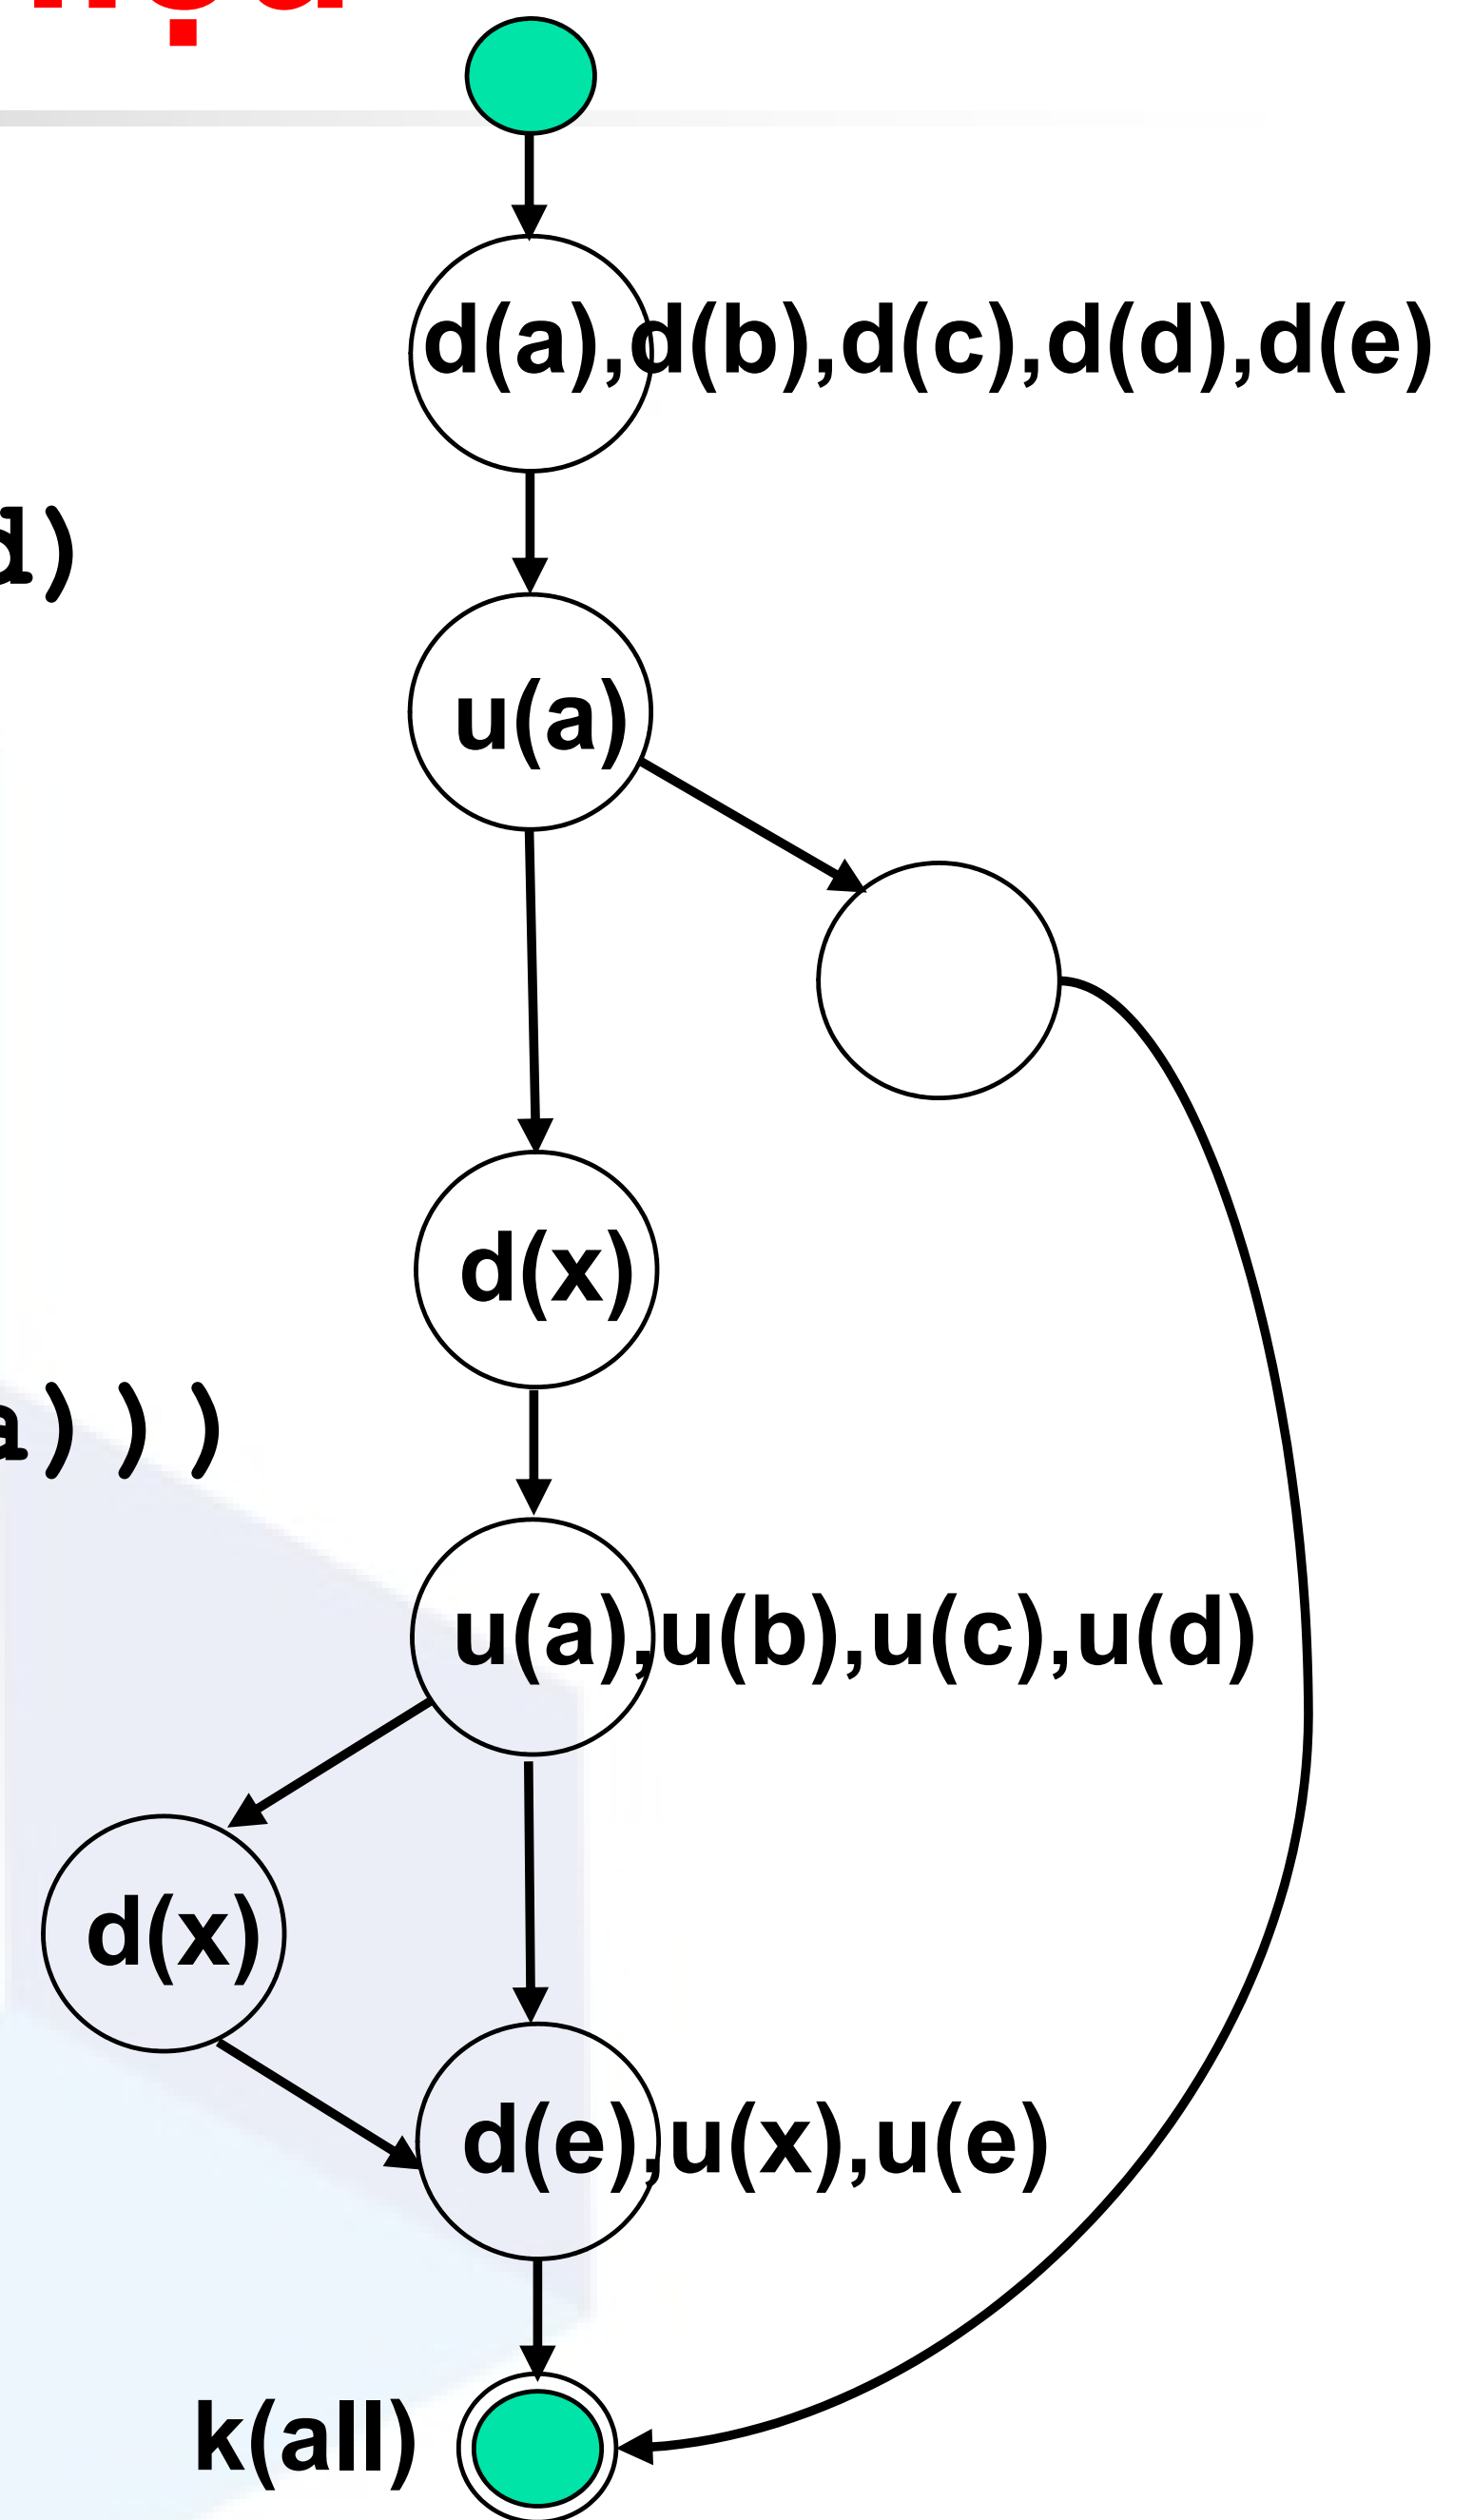 d(a),d(b),d(c),d(d),d(e)
d)
u(a)
d(x)
a)))
u(a),u(b),u(c),u(d)
d(x)
d(e),u(x),u(e)
k(all)